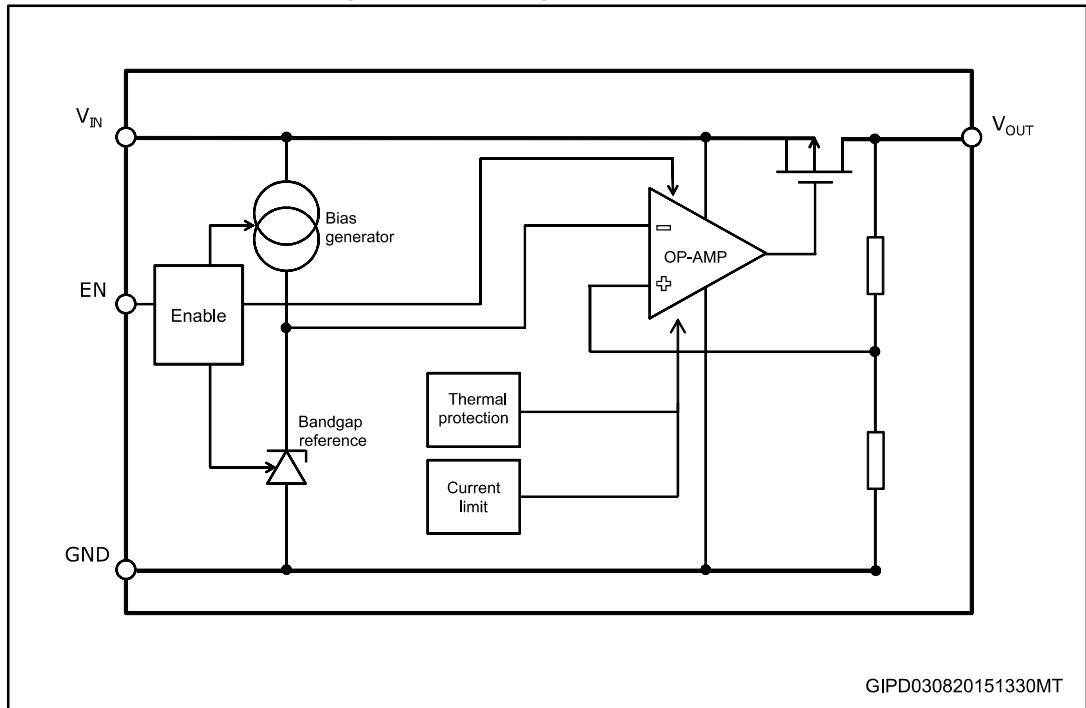 V_IN
V_OUT
Bias
generator
OP-AMP
EN
Enable
Thermal
protection
Bandgap
reference
Current
limit
GND
GIPD030820151330MT